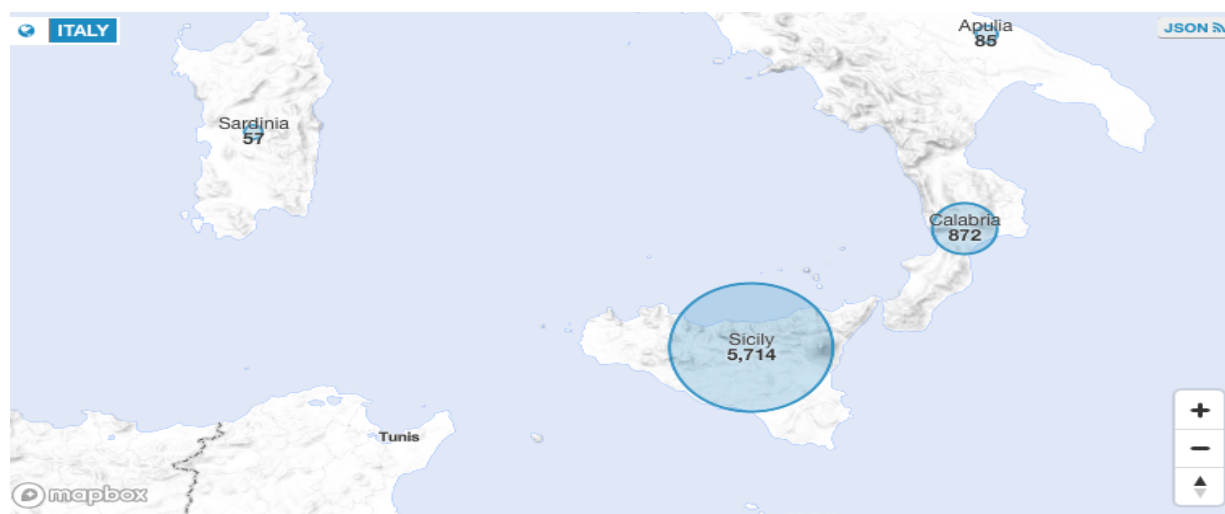 ITALY
JSON
Apulia
85
Sardinia
57
Calabria
872
Sicily
5,714
Tunis
+
−
mapbox